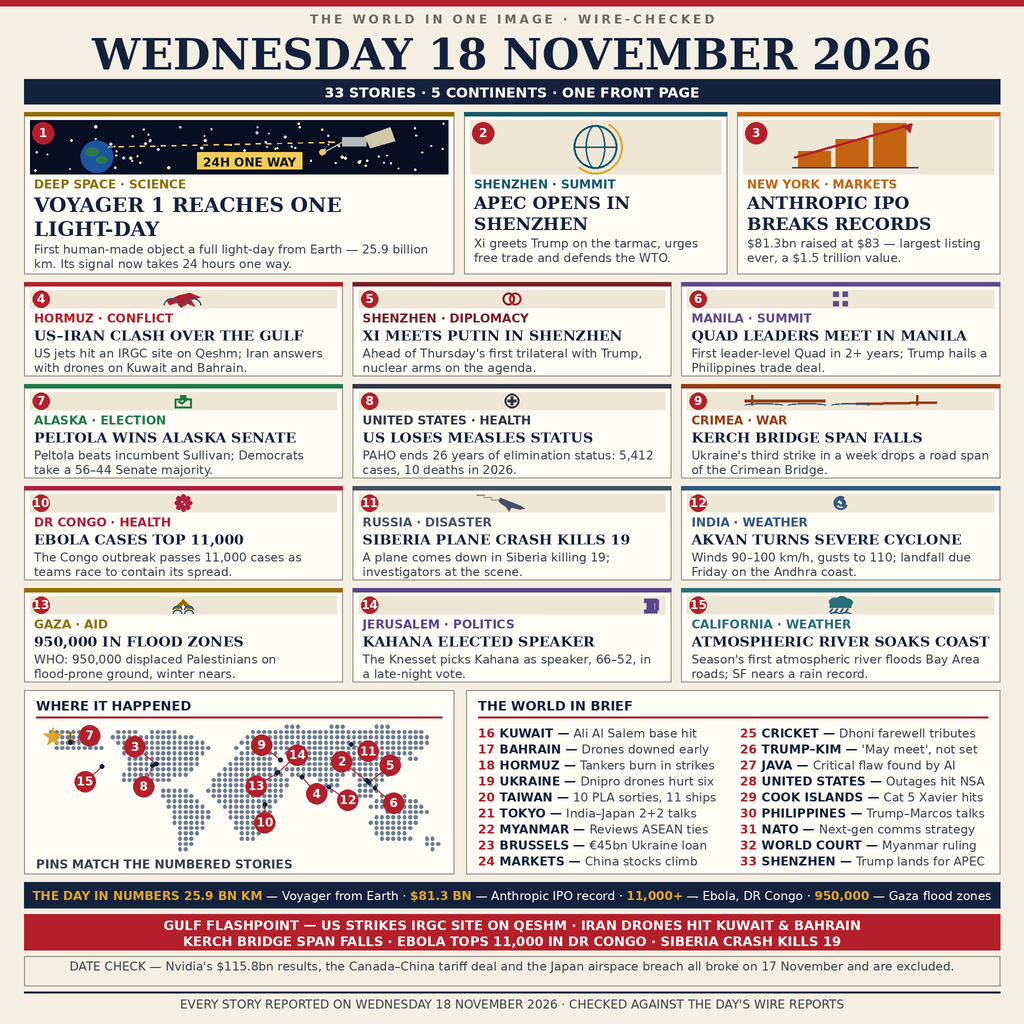 THE WORLD IN ONE IMAGE · WIRE-CHECKED
WEDNESDAY 18 NOVEMBER 2026
33 STORIES · 5 CONTINENTS · ONE FRONT PAGE
1
24H ONE WAY
DEEP SPACE · SCIENCE
VOYAGER 1 REACHES ONE
LIGHT-DAY
First human-made object a full light-day from Earth — 25.9 billion
km. Its signal now takes 24 hours one way.
2
SHENZHEN · SUMMIT
APEC OPENS IN
SHENZHEN
Xi greets Trump on the tarmac, urges
free trade and defends the WTO.
3
NEW YORK · MARKETS
ANTHROPIC IPO
BREAKS RECORDS
$81.3bn raised at $83 — largest listing
ever, a $1.5 trillion value.
4
HORMUZ · CONFLICT
US–IRAN CLASH OVER THE GULF
US jets hit an IRGC site on Qeshm; Iran answers
with drones on Kuwait and Bahrain.
5
SHENZHEN · DIPLOMACY
XI MEETS PUTIN IN SHENZHEN
Ahead of Thursday's first trilateral with Trump,
nuclear arms on the agenda.
6
MANILA · SUMMIT
QUAD LEADERS MEET IN MANILA
First leader-level Quad in 2+ years; Trump hails a
Philippines trade deal.
7
ALASKA · ELECTION
PELTOLA WINS ALASKA SENATE
Peltola beats incumbent Sullivan; Democrats
take a 56–44 Senate majority.
8
UNITED STATES · HEALTH
US LOSES MEASLES STATUS
PAHO ends 26 years of elimination status: 5,412
cases, 10 deaths in 2026.
9
CRIMEA · WAR
KERCH BRIDGE SPAN FALLS
Ukraine's third strike in a week drops a road span
of the Crimean Bridge.
10
DR CONGO · HEALTH
EBOLA CASES TOP 11,000
The Congo outbreak passes 11,000 cases as
teams race to contain its spread.
11
RUSSIA · DISASTER
SIBERIA PLANE CRASH KILLS 19
A plane comes down in Siberia killing 19;
investigators at the scene.
12
INDIA · WEATHER
AKVAN TURNS SEVERE CYCLONE
Winds 90–100 km/h, gusts to 110; landfall due
Friday on the Andhra coast.
13
GAZA · AID
950,000 IN FLOOD ZONES
WHO: 950,000 displaced Palestinians on
flood-prone ground, winter nears.
14
JERUSALEM · POLITICS
KAHANA ELECTED SPEAKER
The Knesset picks Kahana as speaker, 66–52, in
a late-night vote.
15
CALIFORNIA · WEATHER
ATMOSPHERIC RIVER SOAKS COAST
Season's first atmospheric river floods Bay Area
roads; SF nears a rain record.
WHERE IT HAPPENED
1
7
3
9
14
11
2
5
15
8
13
4
12
6
10
PINS MATCH THE NUMBERED STORIES
THE WORLD IN BRIEF
16 KUWAIT — Ali Al Salem base hit
17 BAHRAIN — Drones downed early
18 HORMUZ — Tankers burn in strikes
19 UKRAINE — Dnipro drones hurt six
20 TAIWAN — 10 PLA sorties, 11 ships
21 TOKYO — India–Japan 2+2 talks
22 MYANMAR — Reviews ASEAN ties
23 BRUSSELS — €45bn Ukraine loan
24 MARKETS — China stocks climb
25 CRICKET — Dhoni farewell tributes
26 TRUMP-KIM — 'May meet', not set
27 JAVA — Critical flaw found by AI
28 UNITED STATES — Outages hit NSA
29 COOK ISLANDS — Cat 5 Xavier hits
30 PHILIPPINES — Trump–Marcos talks
31 NATO — Next-gen comms strategy
32 WORLD COURT — Myanmar ruling
33 SHENZHEN — Trump lands for APEC
THE DAY IN NUMBERS 25.9 BN KM — Voyager from Earth · $81.3 BN — Anthropic IPO record · 11,000+ — Ebola, DR Congo · 950,000 — Gaza flood zones
GULF FLASHPOINT — US STRIKES IRGC SITE ON QESHM · IRAN DRONES HIT KUWAIT & BAHRAIN
KERCH BRIDGE SPAN FALLS · EBOLA TOPS 11,000 IN DR CONGO · SIBERIA CRASH KILLS 19
DATE CHECK — Nvidia's $115.8bn results, the Canada–China tariff deal and the Japan airspace breach all broke on 17 November and are excluded.
EVERY STORY REPORTED ON WEDNESDAY 18 NOVEMBER 2026 · CHECKED AGAINST THE DAY'S WIRE REPORTS